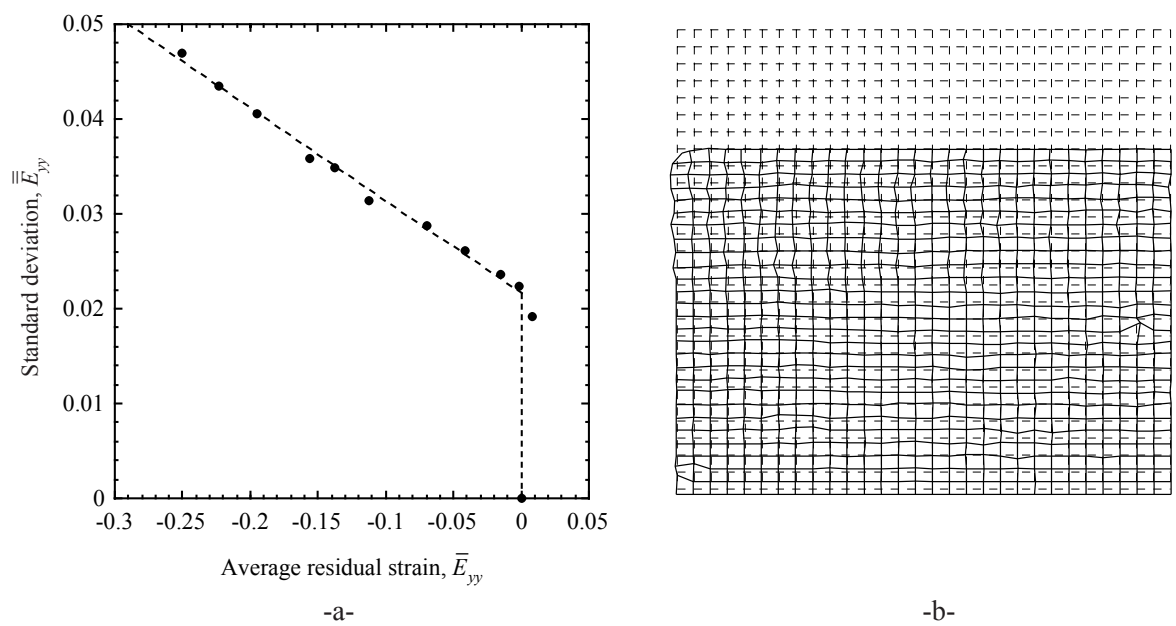 0.05
0.04
0.03
0.02
0.01
0
Standard deviation, E̿yy
-0.3 -0.25 -0.2 -0.15 -0.1 -0.05 0 0.05
Average residual strain, E̅yy
-a-
-b-